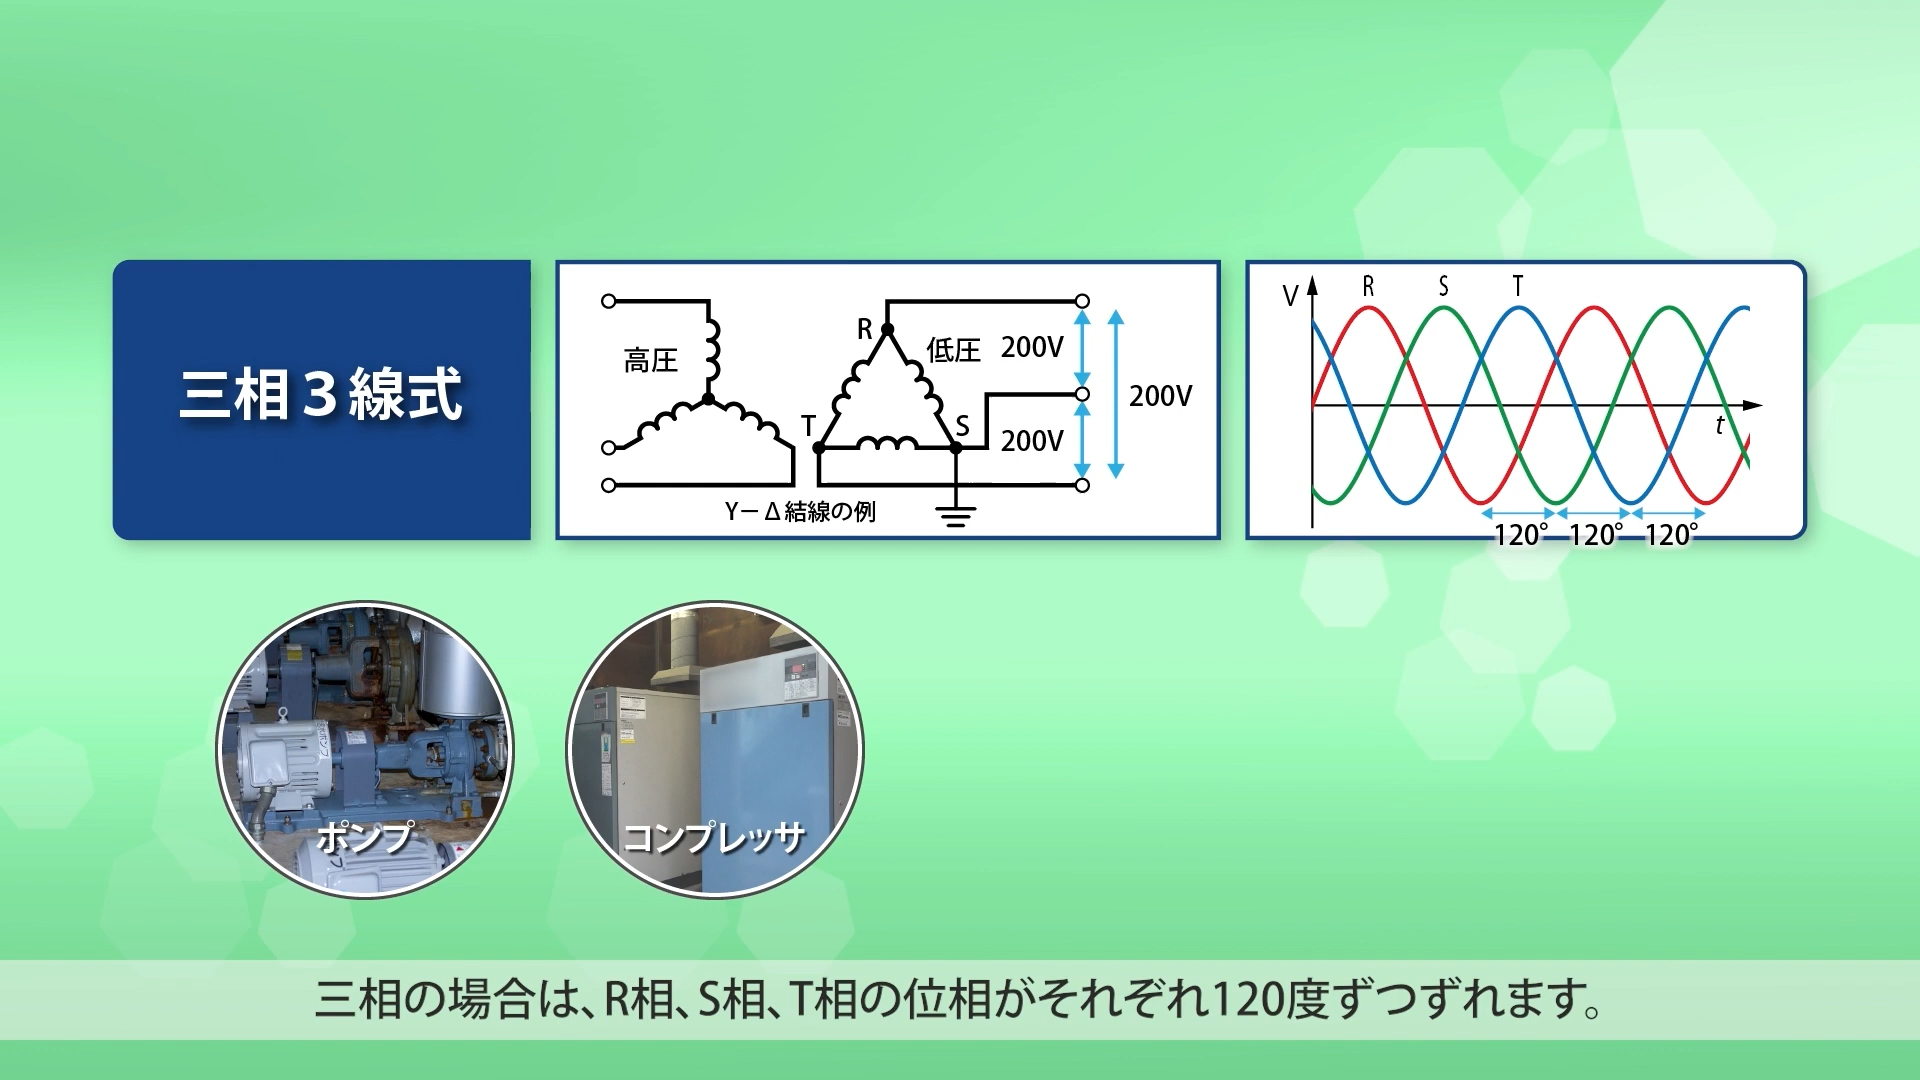 三相３線式
高圧
R
低圧
200V
200V
T
S
200V
Y－Δ結線の例
V
R S T
t
120° 120° 120°
ポンプ
コンプレッサ
三相の場合は、R相、S相、T相の位相がそれぞれ120度ずつずれます。